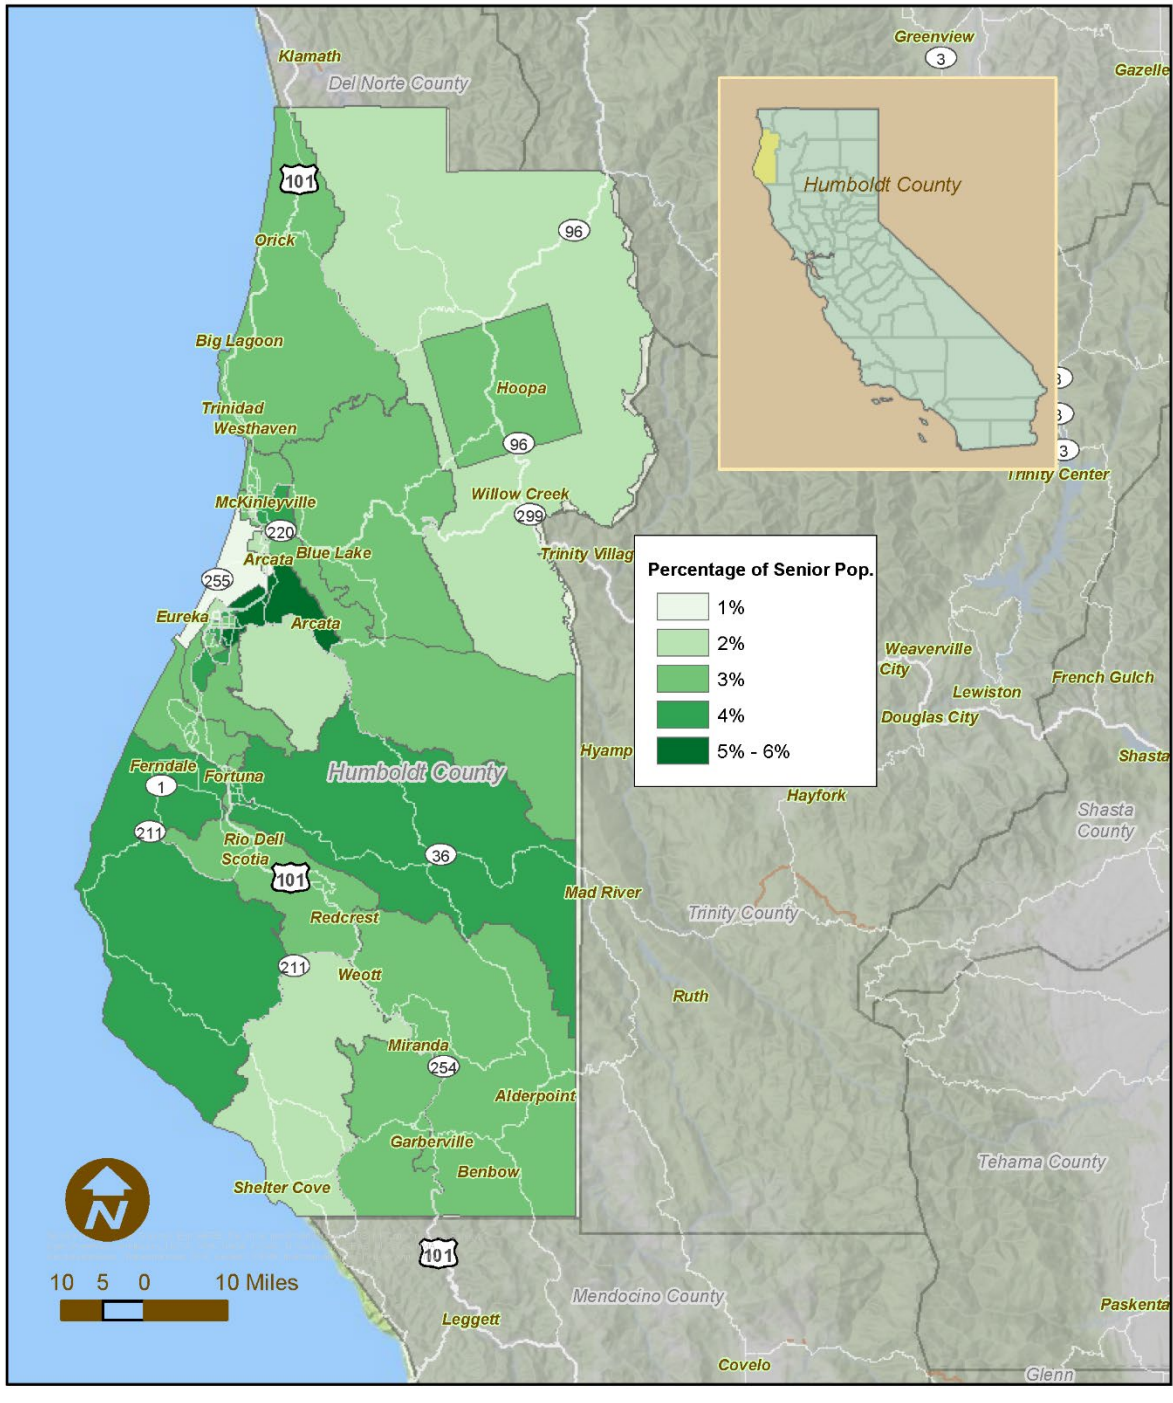 Klamath
Del Norte County
Greenview
3
Gazelle
101
Humboldt County
Orick
96
Big Lagoon
Hoopa
3
Trinidad
Westhaven
3
96
3
Trinity Center
Willow Creek
McKinleyville
299
220
Arcata
Blue Lake
Trinity Villag
255
Percentage of Senior Pop.
1%
2%
3%
4%
5% - 6%
Eureka
Arcata
Weaverville
City
Lewiston
French Gulch
Douglas City
Hyamp
Shasta
Ferndale
Fortuna
Humboldt County
1
Hayfork
Shasta
County
211
Rio Dell
Scotia
36
101
Mad River
Redcrest
Trinity County
211
Weott
Ruth
Miranda
254
Alderpoint
Garberville
Benbow
Tehama County
Shelter Cove
N
101
10 5 0 10 Miles
Mendocino County
Leggett
Paskenta
Covelo
Glenn